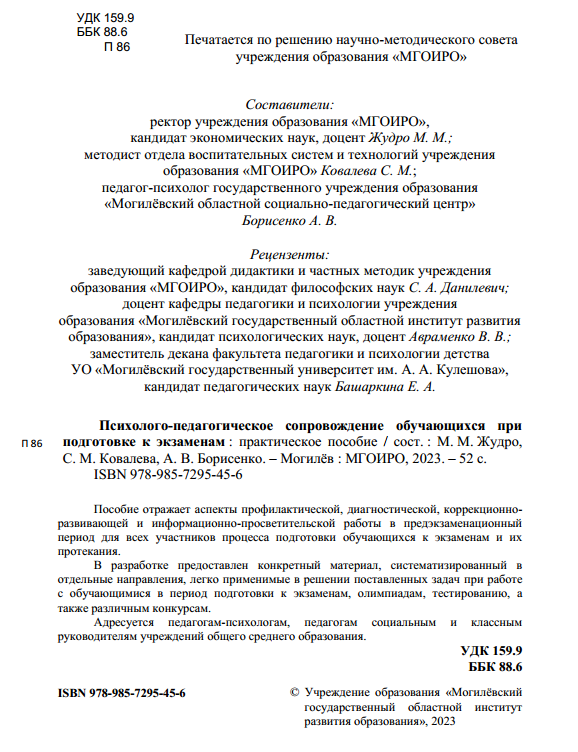 УДК 159.9
ББК 88.6
П 86
Печатается по решению научно-методического совета
учреждения образования «МГОИРО»
Составители:
ректор учреждения образования «МГОИРО»,
кандидат экономических наук, доцент Жудро М. М.;
методист отдела воспитательных систем и технологий учреждения
образования «МГОИРО» Ковалева С. М.;
педагог-психолог государственного учреждения образования
«Могилёвский областной социально-педагогический центр»
Борисенко А. В.
Рецензенты:
заведующий кафедрой дидактики и частных методик учреждения
образования «МГОИРО», кандидат философских наук С. А. Данилевич;
доцент кафедры педагогики и психологии учреждения
образования «Могилёвский государственный областной институт развития
образования», кандидат психологических наук, доцент Авраменко В. В.;
заместитель декана факультета педагогики и психологии детства
УО «Могилёвский государственный университет им. А. А. Кулешова»,
кандидат педагогических наук Башаркина Е. А.
Психолого-педагогическое сопровождение обучающихся при
П 86 подготовке к экзаменам : практическое пособие / сост. : М. М. Жудро,
С. М. Ковалева, А. В. Борисенко. – Могилёв : МГОИРО, 2023. – 52 с.
ISBN 978-985-7295-45-6
Пособие отражает аспекты профилактической, диагностической, коррекционно-
развивающей и информационно-просветительской работы в предэкзаменационный
период для всех участников процесса подготовки обучающихся к экзаменам и их
протекания.
В разработке предоставлен конкретный материал, систематизированный в
отдельные направления, легко применимые в решении поставленных задач при работе
с обучающимися в период подготовки к экзаменам, олимпиадам, тестированию, а
также различным конкурсам.
Адресуется педагогам-психологам, педагогам социальным и классным
руководителям учреждений общего среднего образования.
УДК 159.9
ББК 88.6
ISBN 978-985-7295-45-6
© Учреждение образования «Могилёвский
государственный областной институт
развития образования», 2023